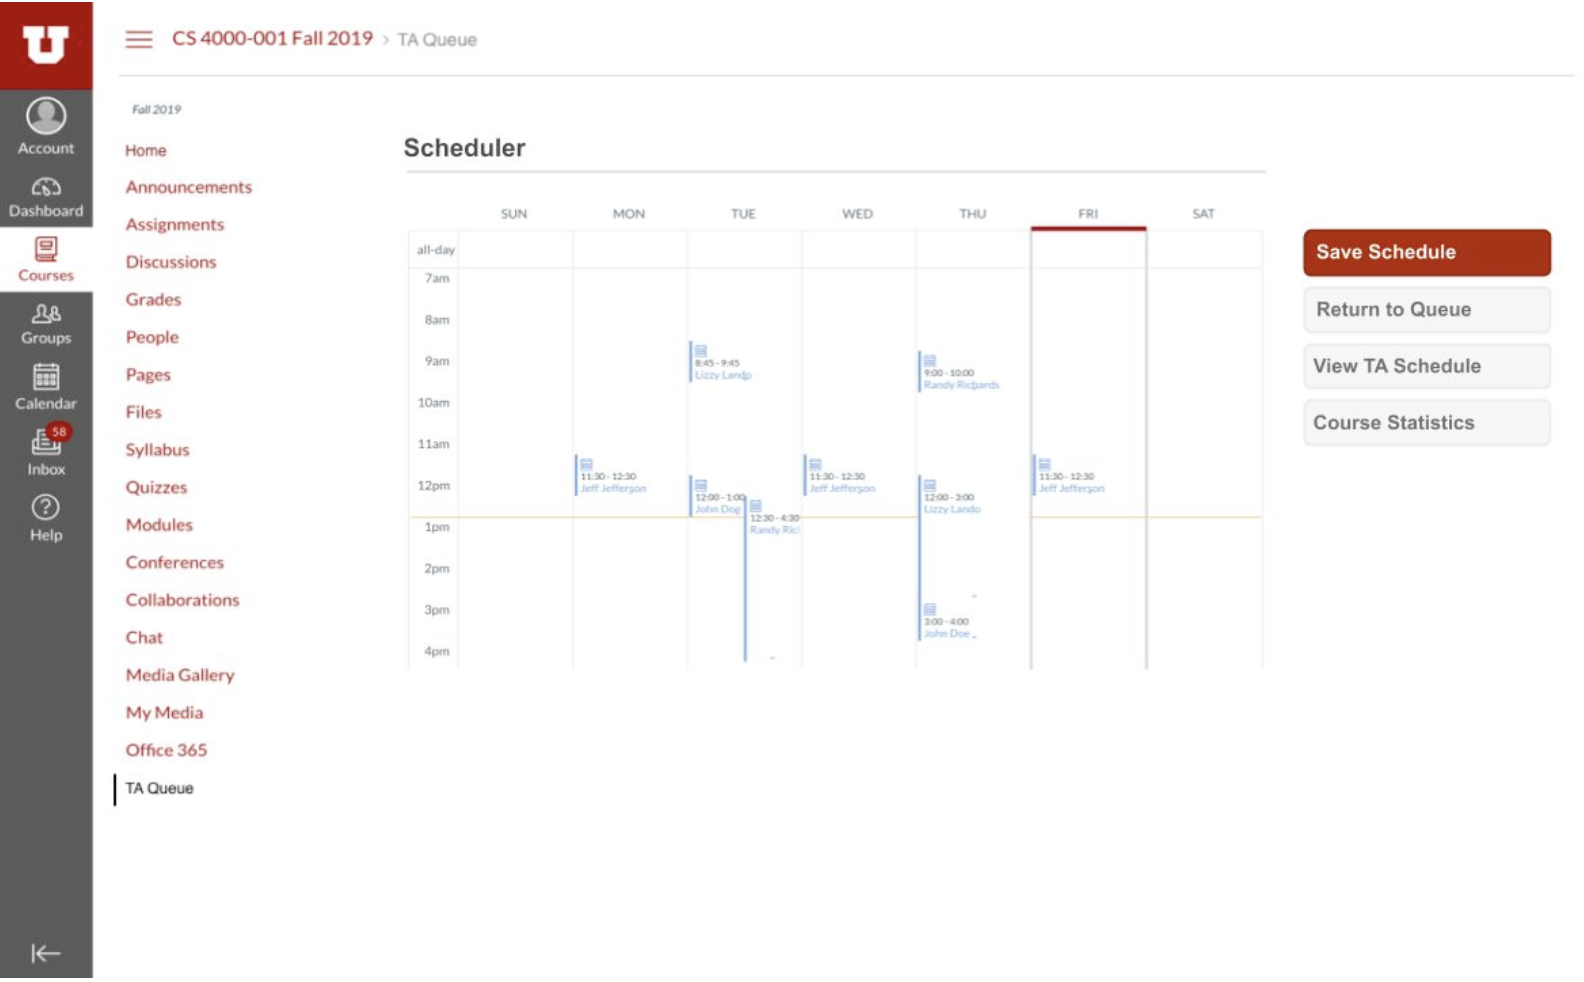 U
CS 4000-001 Fall 2019 > TA Queue
Account
Dashboard
Courses
Groups
Calendar
58
Inbox
Help
Fall 2019
Home
Announcements
Assignments
Discussions
Grades
People
Pages
Files
Syllabus
Quizzes
Modules
Conferences
Collaborations
Chat
Media Gallery
My Media
Office 365
TA Queue
Scheduler
SUN MON TUE WED THU FRI SAT
all-day
7am
8am
9am
10am
11am
12pm
1pm
2pm
3pm
4pm
11:30 - 12:30
Jeff Jefferson
8:45 - 9:45
Lizzy Lando
12:00 - 1:00
John Dog
12:30 - 4:30
Randy Ric
11:30 - 12:30
Jeff Jefferson
9:00 - 10:00
Randy Richards
12:00 - 3:00
Lizzy Lando
3:00 - 4:00
John Doe
11:30 - 12:30
Jeff Jefferson
Save Schedule
Return to Queue
View TA Schedule
Course Statistics